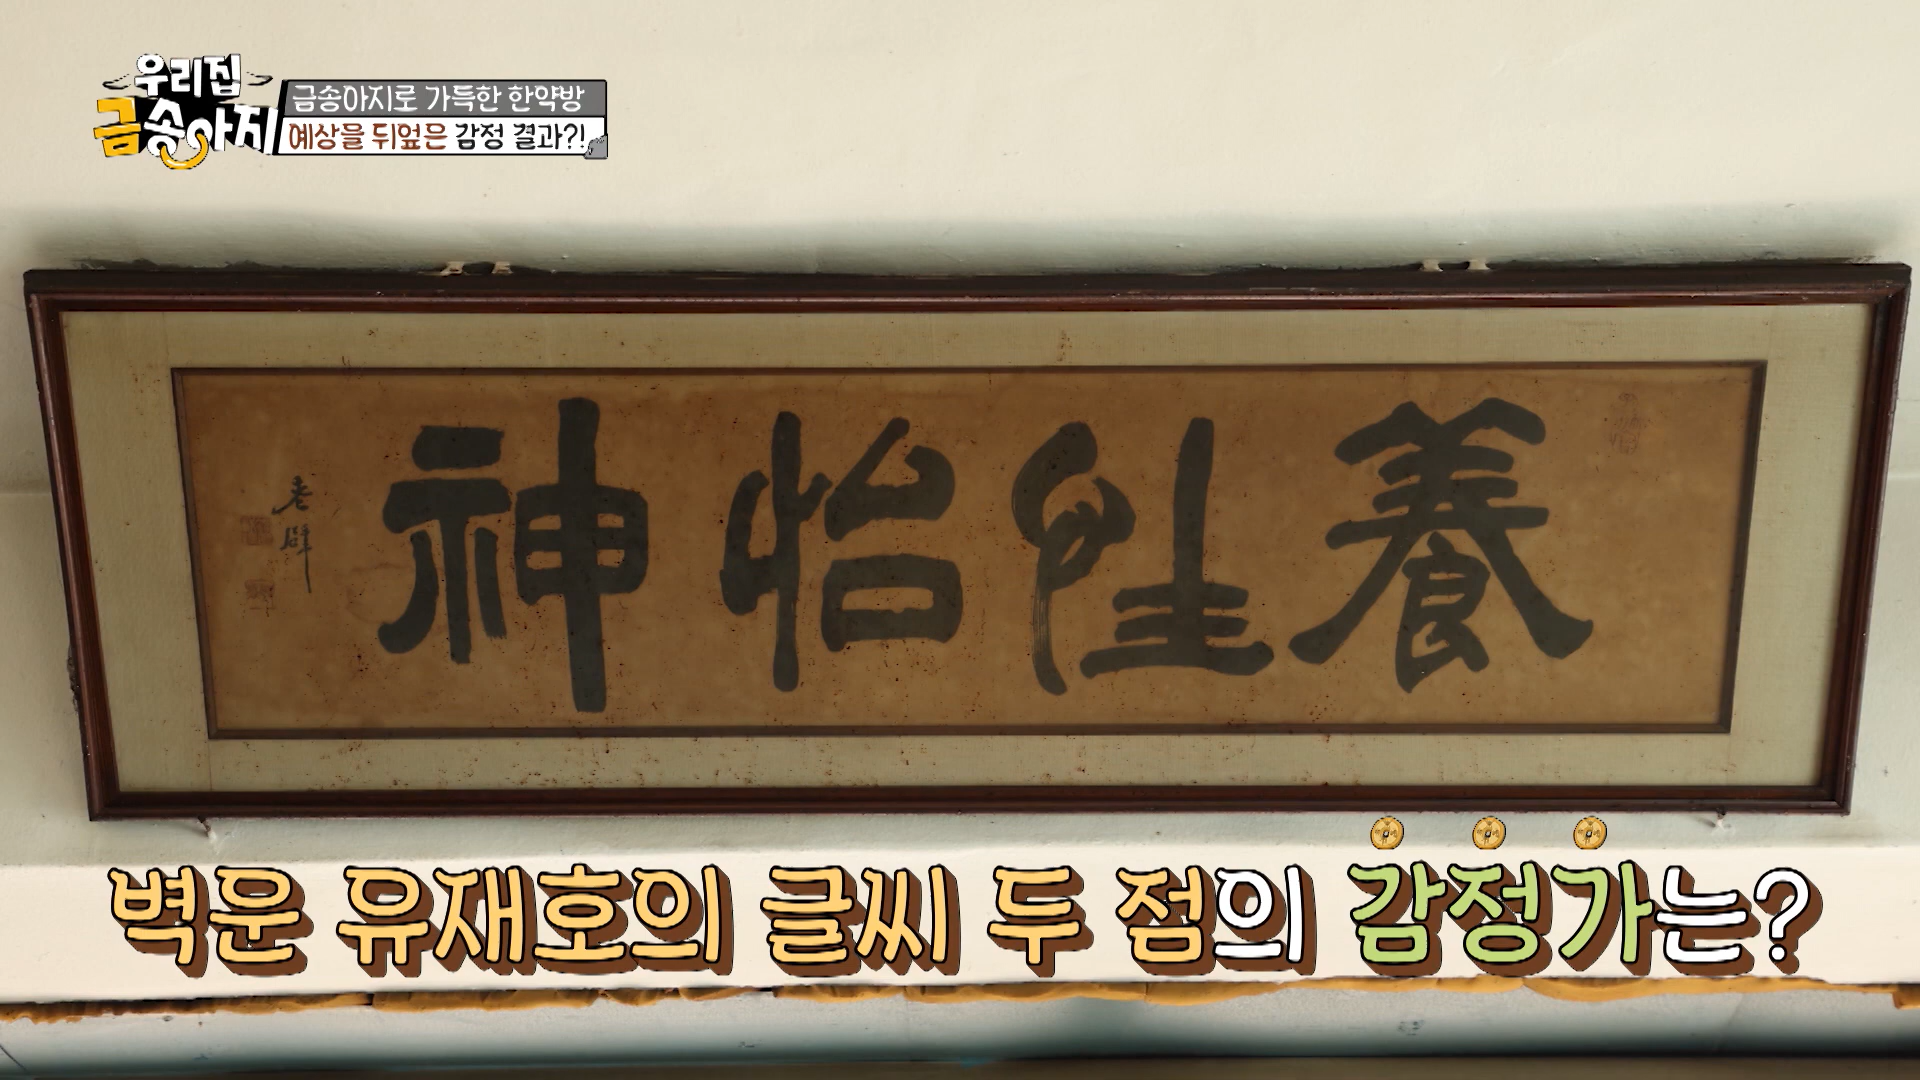 우리집
금송아지
금송아지로 가득한 한약방
예상을 뒤엎은 감정 결과?!
養性怡神
老壁
벽운 유재호의 글씨 두 점의 감정가는?